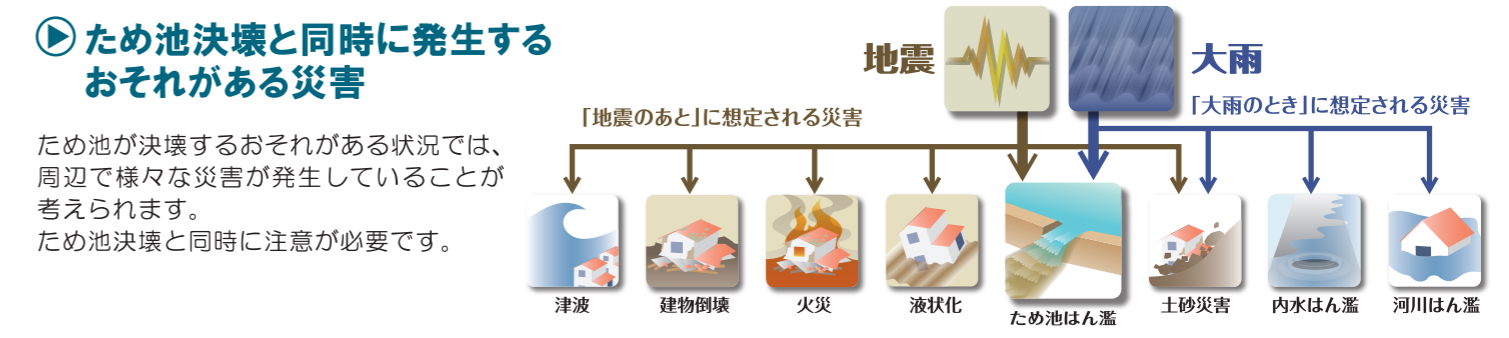 ため池決壊と同時に発生する
おそれがある災害
ため池が決壊するおそれがある状況では、
周辺で様々な災害が発生していることが
考えられます。
ため池決壊と同時に注意が必要です。
地震
大雨
「地震のあと」に想定される災害
「大雨のとき」に想定される災害
津波
建物倒壊
火災
液状化
ため池はん濫
土砂災害
内水はん濫
河川はん濫